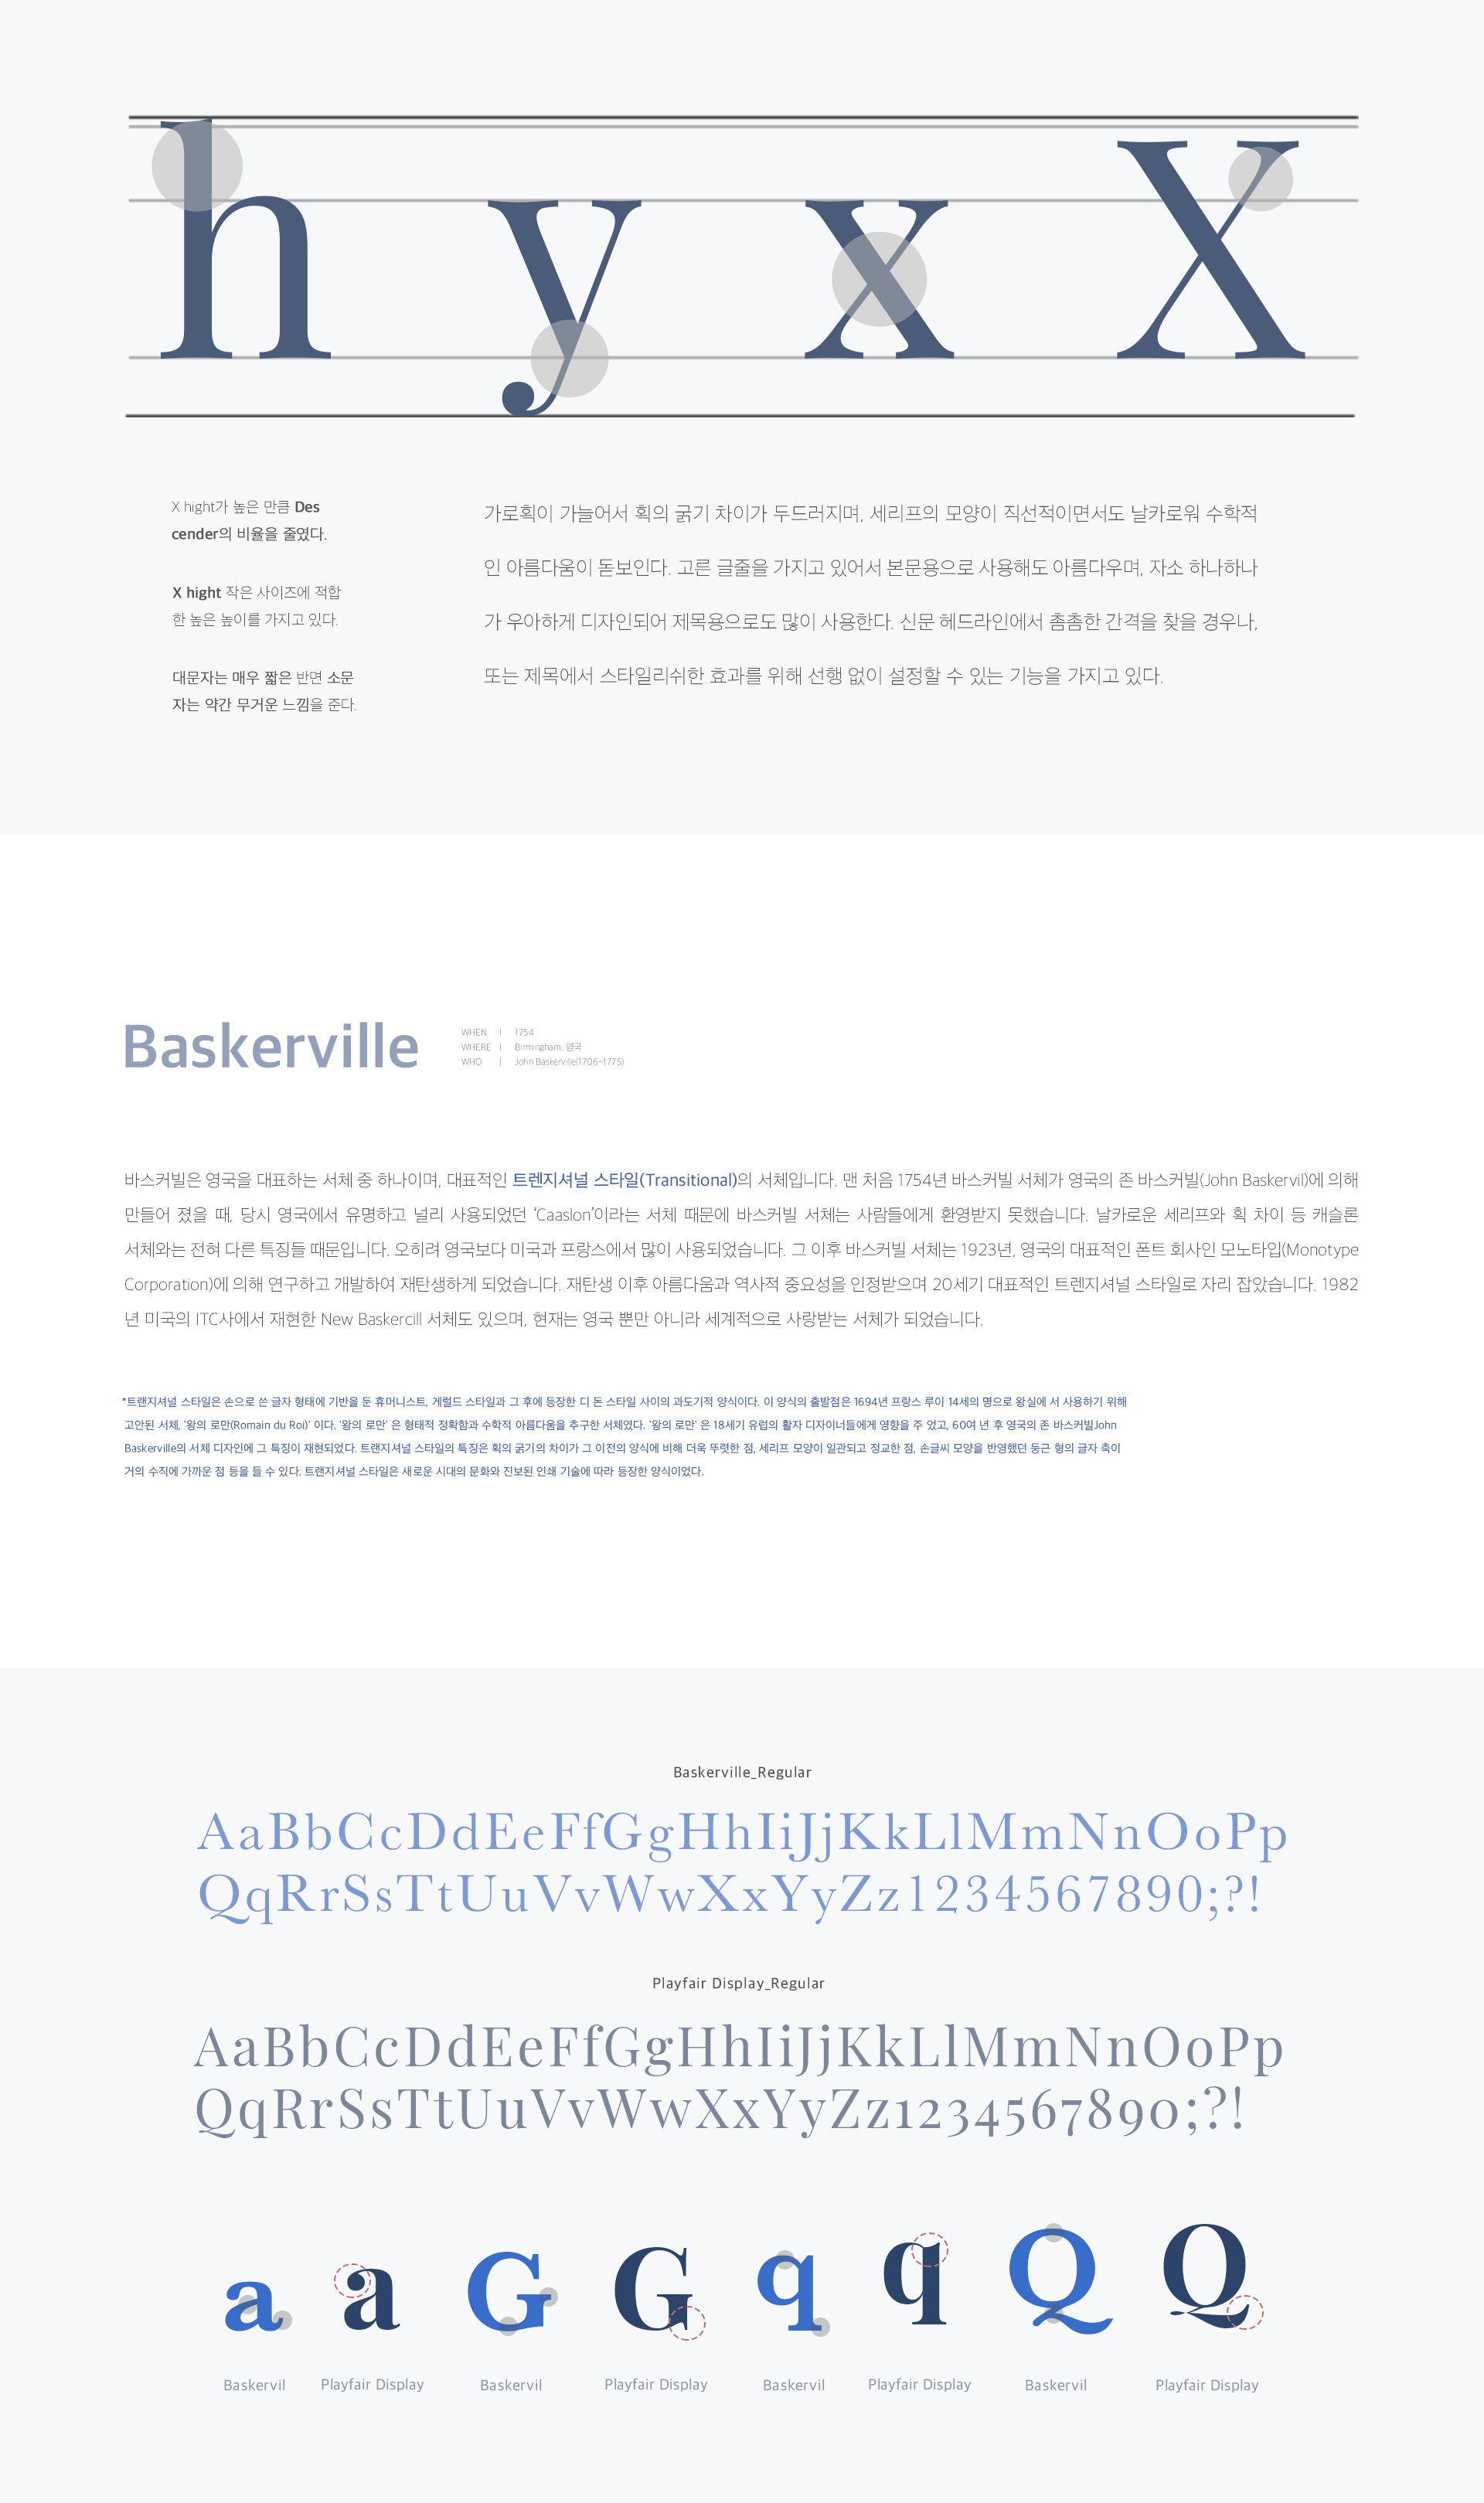 h y x X
X hight가 높은 만큼 Des
cender의 비율을 줄였다.
X hight 작은 사이즈에 적합
한 높은 높이를 가지고 있다.
대문자는 매우 짧은 반면 소문
자는 약간 무거운 느낌을 준다.
가로획이 가늘어서 획의 굵기 차이가 두드러지며, 세리프의 모양이 직선적이면서도 날카로워 수학적
인 아름다움이 돋보인다. 고른 글줄을 가지고 있어서 본문용으로 사용해도 아름다우며, 자소 하나하나
가 우아하게 디자인되어 제목용으로도 많이 사용한다. 신문 헤드라인에서 촘촘한 간격을 찾을 경우나,
또는 제목에서 스타일리쉬한 효과를 위해 선행 없이 설정할 수 있는 기능을 가지고 있다.
Baskerville
WHEN | 1754
WHERE | Birmingham, 영국
WHO | John Baskerville(1706~1775)
바스커빌은 영국을 대표하는 서체 중 하나이며, 대표적인 트렌지셔널 스타일(Transitional)의 서체입니다. 맨 처음 1754년 바스커빌 서체가 영국의 존 바스커빌(John Baskervil)에 의해
만들어 졌을 때, 당시 영국에서 유명하고 널리 사용되었던 ‘Caaslon’이라는 서체 때문에 바스커빌 서체는 사람들에게 환영받지 못했습니다. 날카로운 세리프와 획 차이 등 캐슬론
서체와는 전혀 다른 특징들 때문입니다. 오히려 영국보다 미국과 프랑스에서 많이 사용되었습니다. 그 이후 바스커빌 서체는 1923년, 영국의 대표적인 폰트 회사인 모노타입(Monotype
Corporation)에 의해 연구하고 개발하여 재탄생하게 되었습니다. 재탄생 이후 아름다움과 역사적 중요성을 인정받으며 20세기 대표적인 트렌지셔널 스타일로 자리 잡았습니다. 1982
년 미국의 ITC사에서 재현한 New Baskercill 서체도 있으며, 현재는 영국 뿐만 아니라 세계적으로 사랑받는 서체가 되었습니다.
*트랜지셔널 스타일은 손으로 쓴 글자 형태에 기반을 둔 휴머니스트, 게럴드 스타일과 그 후에 등장한 디 돈 스타일 사이의 과도기적 양식이다. 이 양식의 출발점은 1694년 프랑스 루이 14세의 명으로 왕실에 서 사용하기 위해
고안된 서체, '왕의 로만(Romain du Roi)' 이다. '왕의 로만' 은 형태적 정확함과 수학적 아름다움을 추구한 서체였다. '왕의 로만' 은 18세기 유럽의 활자 디자이너들에게 영향을 주 었고, 60여 년 후 영국의 존 바스커빌John
Baskerville의 서체 디자인에 그 특징이 재현되었다. 트랜지셔널 스타일의 특징은 획의 굵기의 차이가 그 이전의 양식에 비해 더욱 뚜렷한 점, 세리프 모양이 일관되고 정교한 점, 손글씨 모양을 반영했던 둥근 형의 글자 축이
거의 수직에 가까운 점 등을 들 수 있다. 트랜지셔널 스타일은 새로운 시대의 문화와 진보된 인쇄 기술에 따라 등장한 양식이었다.
Baskerville_Regular
AaBbCcDdEeFfGgHhIiJjKkLlMmNnOoPp
QqRrSsTtUuVvWwXxYyZz1234567890;?!
Playfair Display_Regular
AaBbCcDdEeFfGgHhIiJjKkLlMmNnOoPp
QqRrSsTtUuVvWwXxYyZz1234567890;?!
a a G G q q Q Q
Baskervil Playfair Display Baskervil Playfair Display Baskervil Playfair Display Baskervil Playfair Display